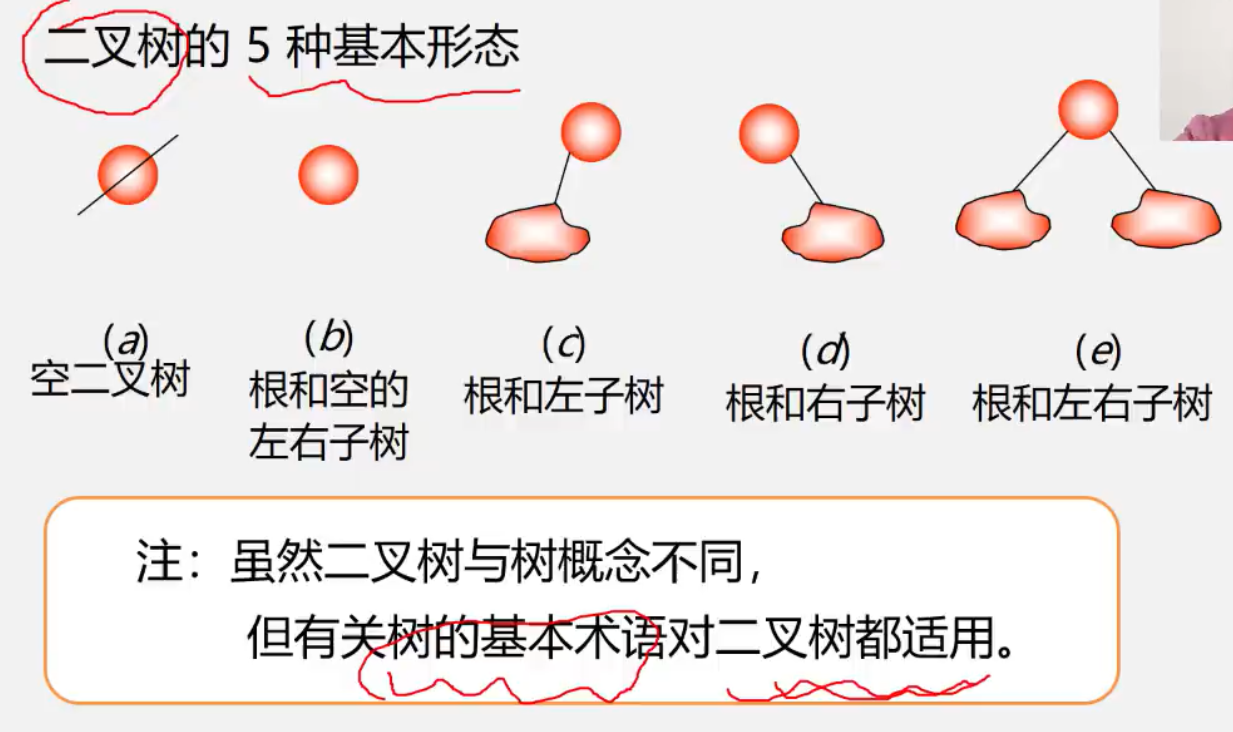 二叉树的 5 种基本形态
(a)
空二叉树
(b)
根和空的
左右子树
(c)
根和左子树
(d)
根和右子树
(e)
根和左右子树
注：虽然二叉树与树概念不同，
但有关树的基本术语对二叉树都适用。